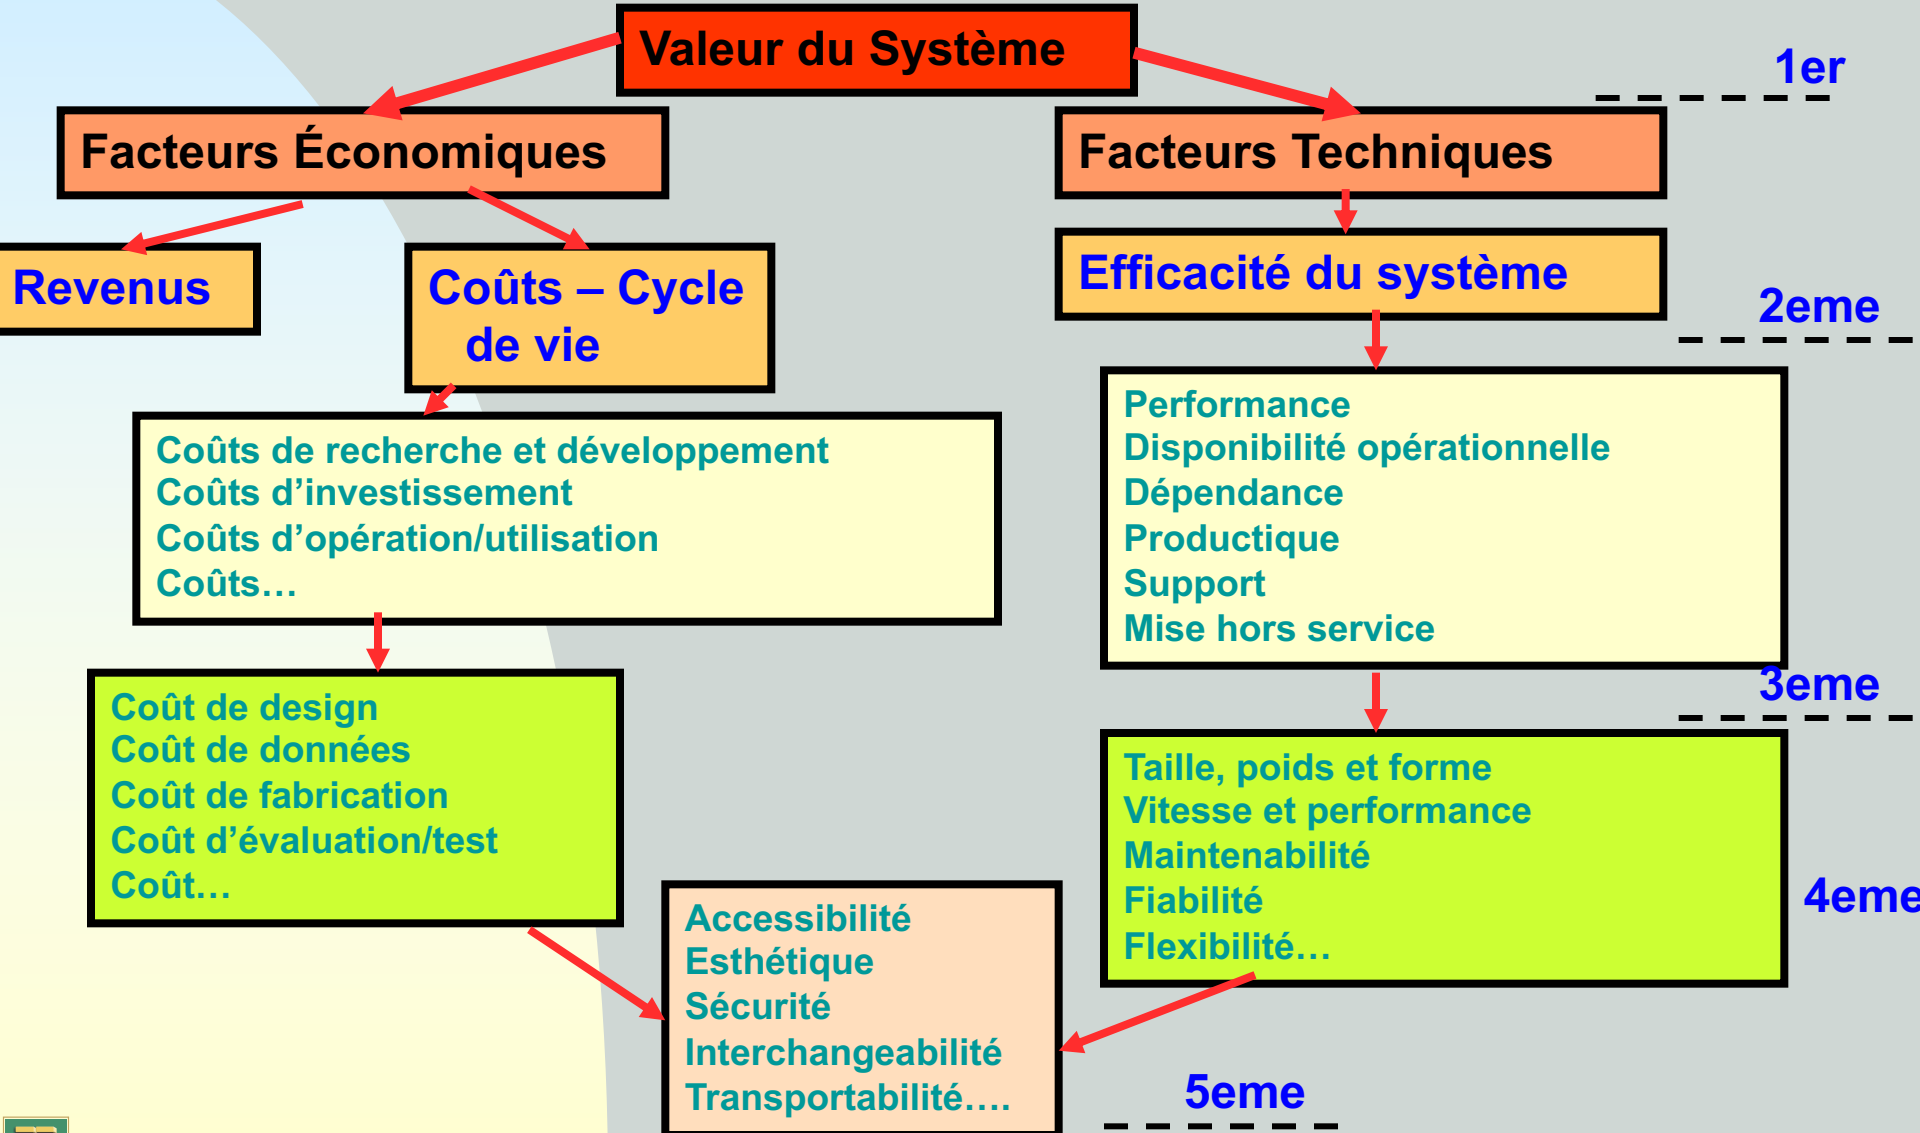 Valeur du Système
1er
Facteurs Économiques
Facteurs Techniques
Revenus
Coûts – Cycle
de vie
Efficacité du système
2eme
Coûts de recherche et développement
Coûts d’investissement
Coûts d’opération/utilisation
Coûts…
Performance
Disponibilité opérationnelle
Dépendance
Productique
Support
Mise hors service
3eme
Coût de design
Coût de données
Coût de fabrication
Coût d’évaluation/test
Coût…
Taille, poids et forme
Vitesse et performance
Maintenabilité
Fiabilité
Flexibilité…
4eme
Accessibilité
Esthétique
Sécurité
Interchangeabilité
Transportabilité….
5eme